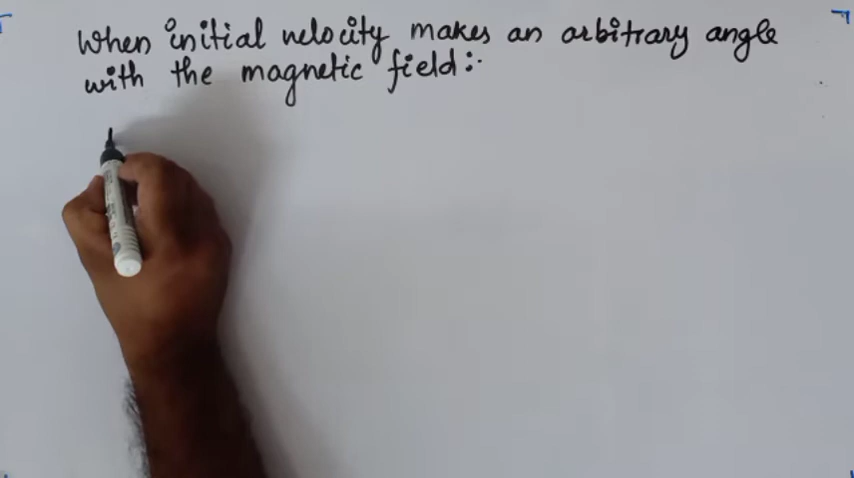 When initial velocity makes an arbitrary angle
with the magnetic field:-